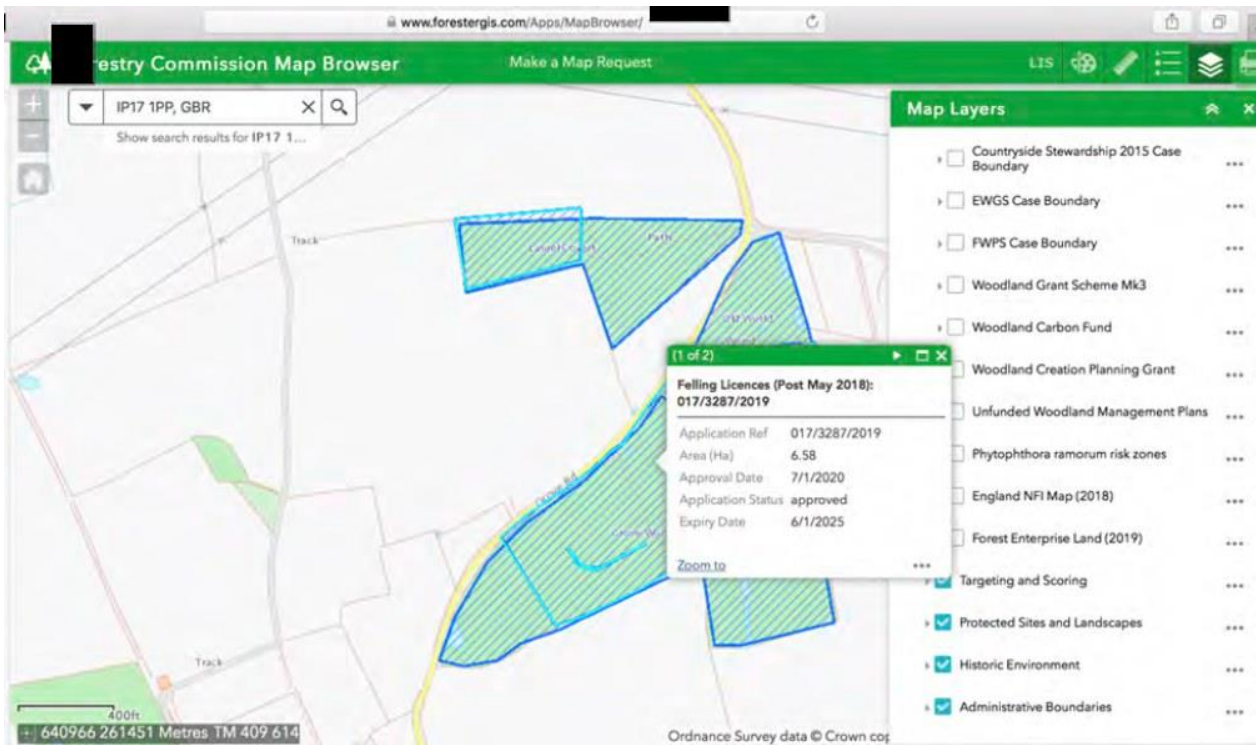 www.forestergis.com/Apps/MapBrowser/
estry Commission Map Browser
Make a Map Request
LIS
IP17 1PP, GBR
Show search results for IP17 1...
Map Layers
Countryside Stewardship 2015 Case
Boundary
EWGS Case Boundary
FWPS Case Boundary
Woodland Grant Scheme Mk3
Woodland Carbon Fund
Woodland Creation Planning Grant
Unfunded Woodland Management Plans
Phytophthora ramorum risk zones
England NFI Map (2018)
Forest Enterprise Land (2019)
Targeting and Scoring
Protected Sites and Landscapes
Historic Environment
Administrative Boundaries
Track
Path
(1 of 2)
Felling Licences (Post May 2018):
017/3287/2019
Application Ref 017/3287/2019
Area (Ha) 6.58
Approval Date 7/1/2020
Application Status approved
Expiry Date 6/1/2025
Zoom to
Grove Rd
Track
400ft
640966 261451 Metres TM 409 614
Ordnance Survey data © Crown cop